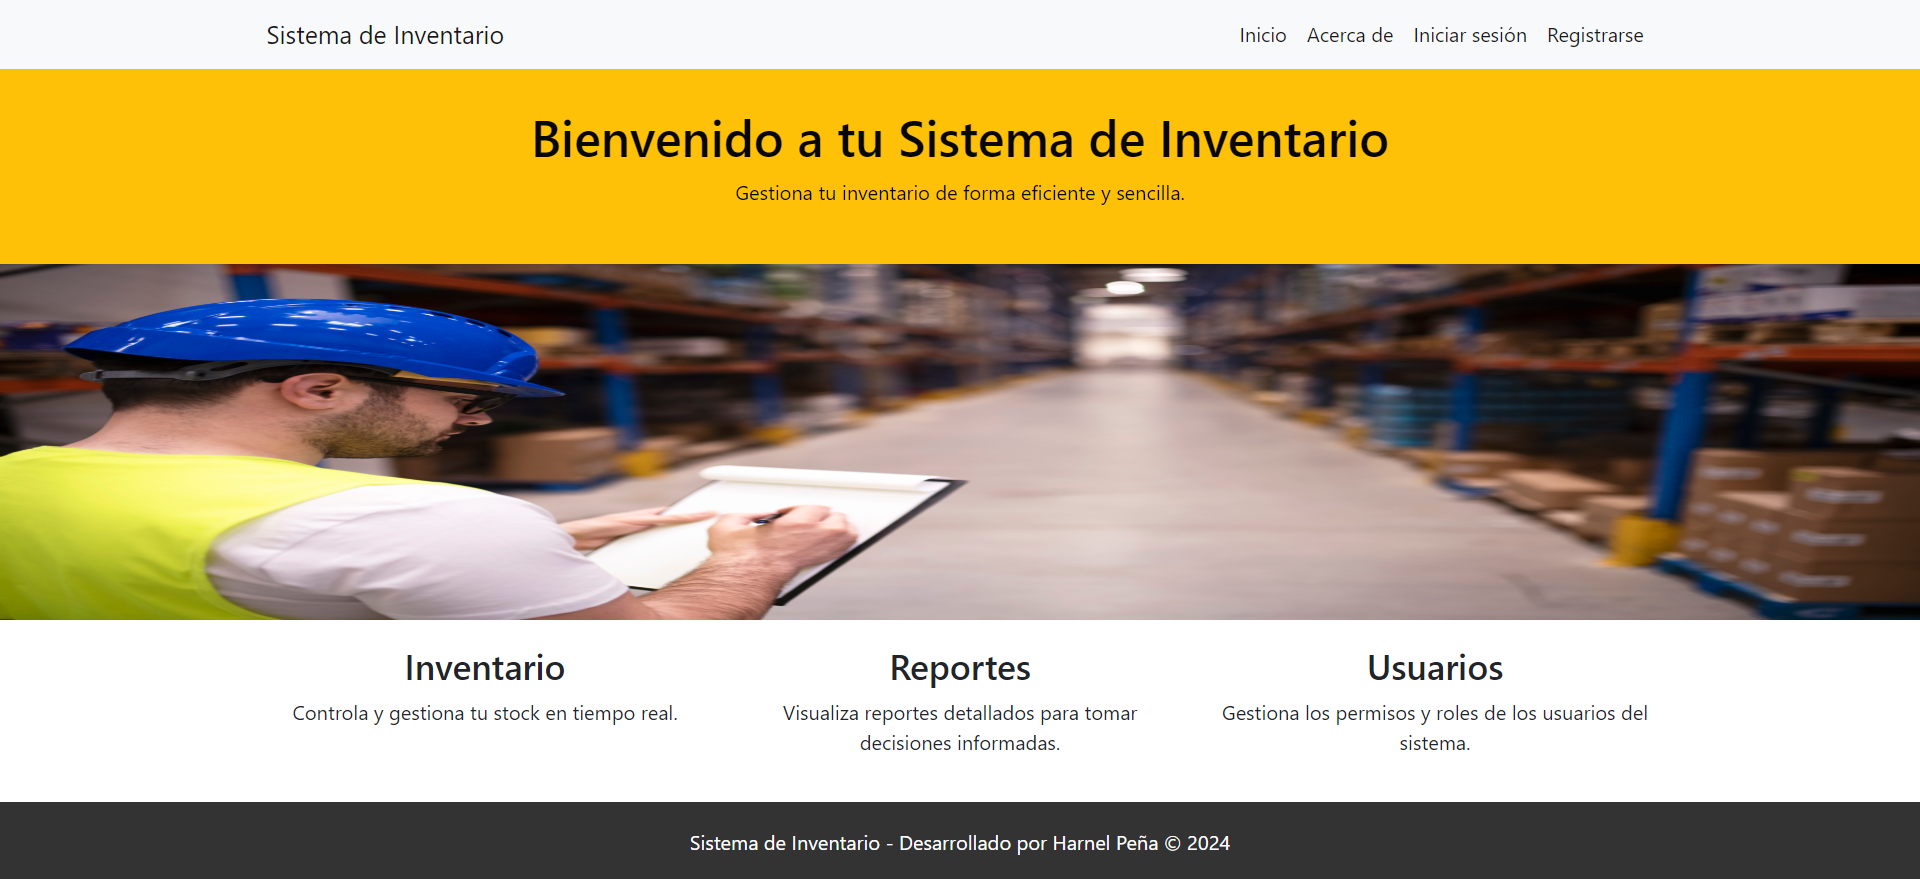 Sistema de Inventario
Inicio Acerca de Iniciar sesión Registrarse
Bienvenido a tu Sistema de Inventario
Gestiona tu inventario de forma eficiente y sencilla.
Inventario
Controla y gestiona tu stock en tiempo real.
Reportes
Visualiza reportes detallados para tomar
decisiones informadas.
Usuarios
Gestiona los permisos y roles de los usuarios del
sistema.
Sistema de Inventario - Desarrollado por Harnel Peña © 2024